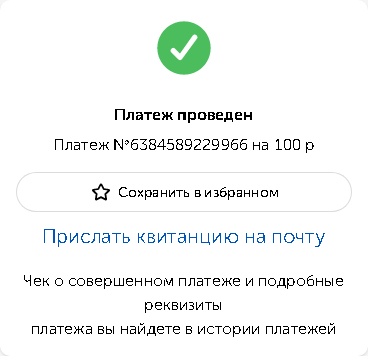 Платеж проведен
Платеж №6384589229966 на 100 р
Сохранить в избранном
Прислать квитанцию на почту
Чек о совершенном платеже и подробные
реквизиты
платежа вы найдете в истории платежей